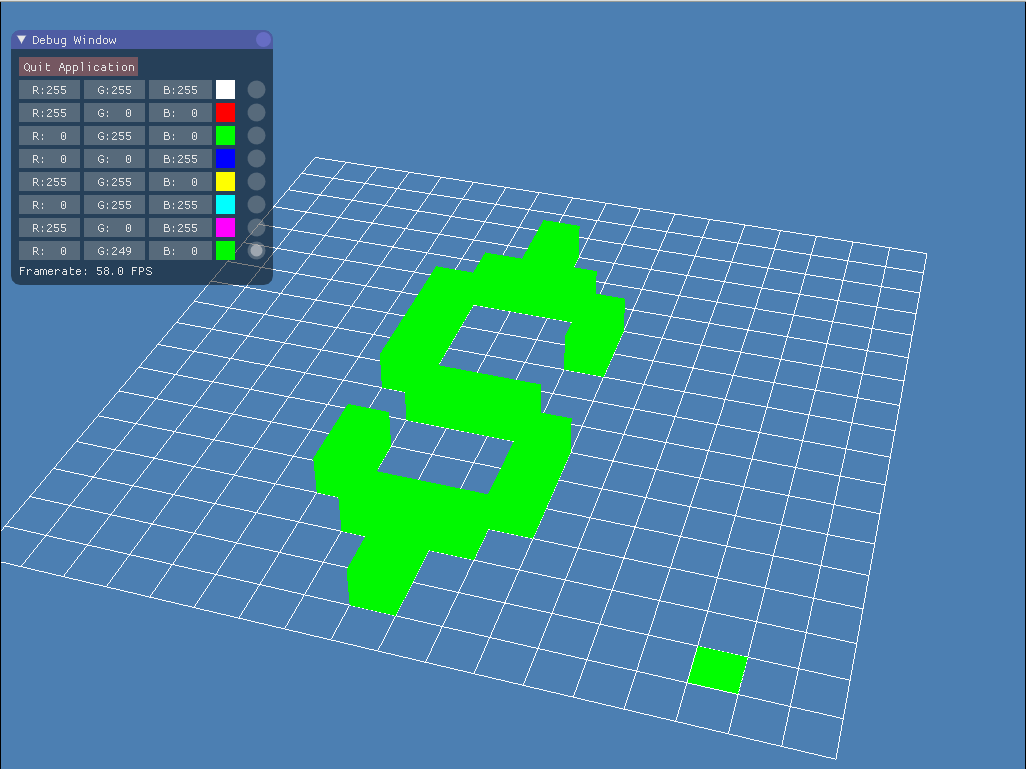 Debug Window
Quit Application
R:255 G:255 B:255
R:255 G: 0 B: 0
R: 0 G:255 B: 0
R: 0 G: 0 B:255
R:255 G:255 B: 0
R: 0 G:255 B:255
R:255 G: 0 B:255
R: 0 G:249 B: 0
Framerate: 58.0 FPS